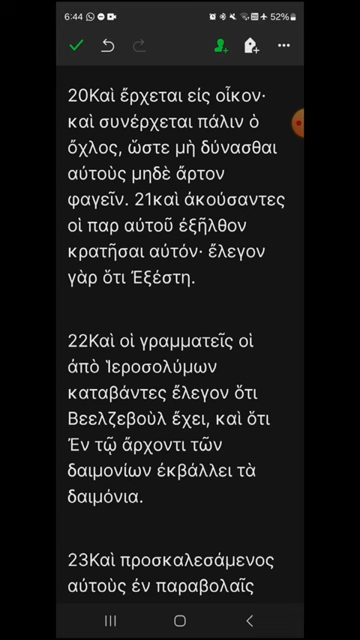 6:44
52%
20Καὶ ἔρχεται εἰς οἶκον·
καὶ συνέρχεται πάλιν ὁ
ὄχλος, ὥστε μὴ δύνασθαι
αὐτοὺς μηδὲ ἄρτον
φαγεῖν. 21καὶ ἀκούσαντες
οἱ παρ αὐτοῦ ἐξῆλθον
κρατῆσαι αὐτόν· ἔλεγον
γὰρ ὅτι Ἐξέστη.
22Καὶ οἱ γραμματεῖς οἱ
ἀπὸ Ἱεροσολύμων
καταβάντες ἔλεγον ὅτι
Βεελζεβοὺλ ἔχει, καὶ ὅτι
Ἐν τῷ ἄρχοντι τῶν
δαιμονίων ἐκβάλλει τὰ
δαιμόνια.
23Καὶ προσκαλεσάμενος
αὐτοὺς ἐν παραβολαῖς